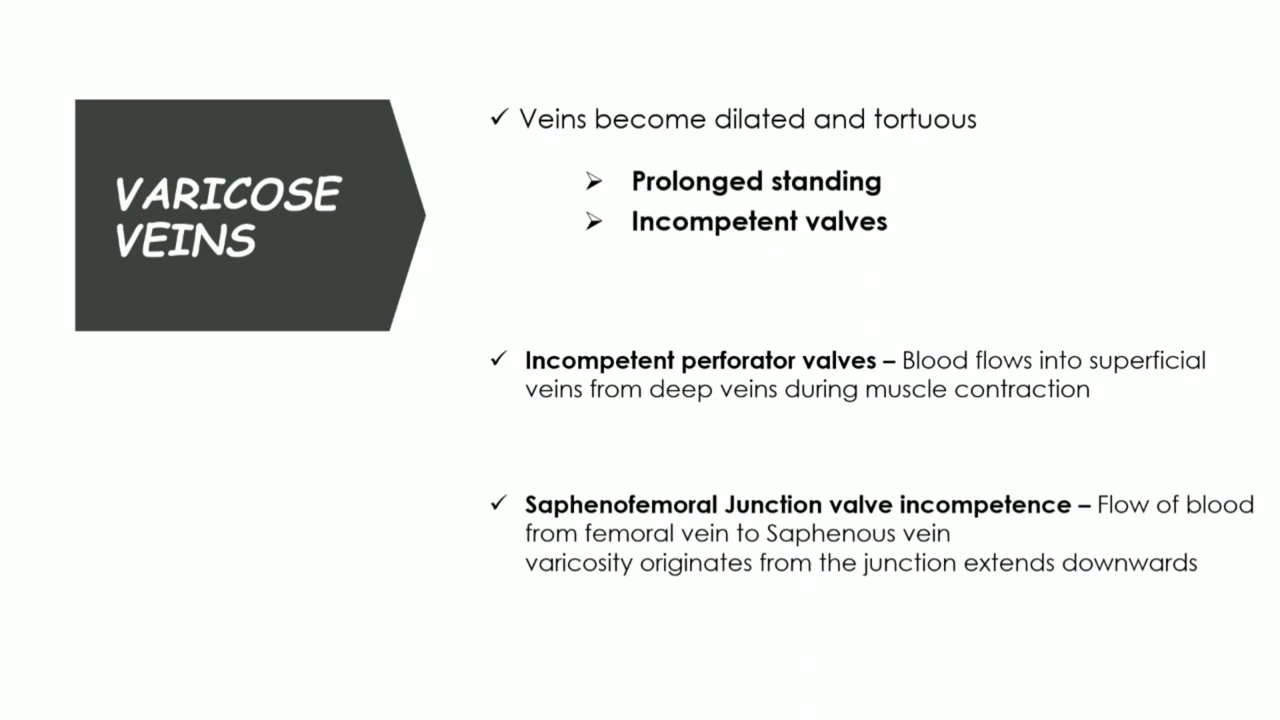 VARICOSE
VEINS
✓ Veins become dilated and tortuous
➢ Prolonged standing
➢ Incompetent valves
✓ Incompetent perforator valves – Blood flows into superficial
veins from deep veins during muscle contraction
✓ Saphenofemoral Junction valve incompetence – Flow of blood
from femoral vein to Saphenous vein
varicosity originates from the junction extends downwards